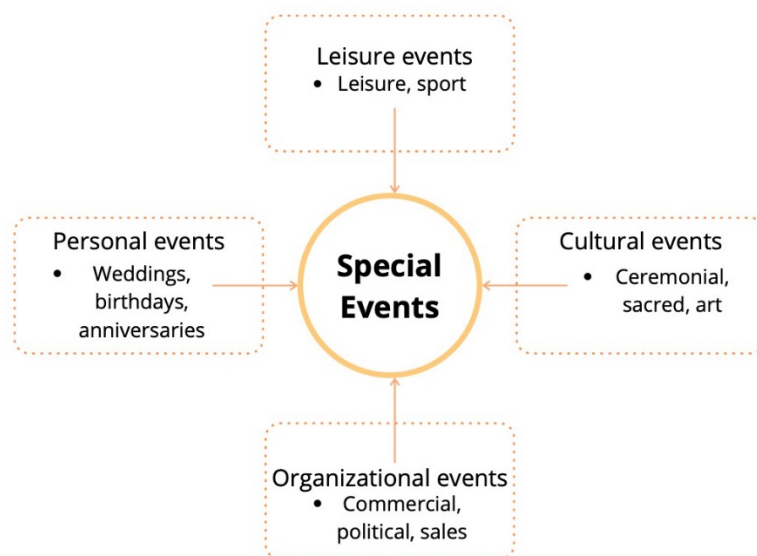 Leisure events
• Leisure, sport
Personal events
• Weddings,
birthdays,
anniversaries
Special
Events
Cultural events
• Ceremonial,
sacred, art
Organizational events
• Commercial,
political, sales